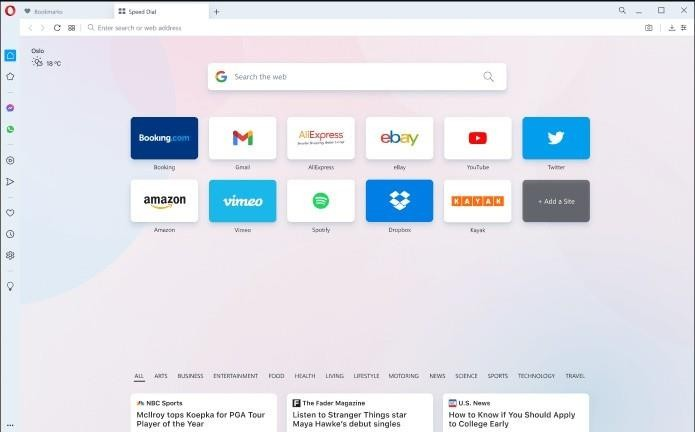 Bookmarks
Speed Dial
Enter search or web address
Oslo
18 °C
Search the web
Booking.com
AliExpress
Smarter Shopping, Better Living!
ebay
Booking
Gmail
AliExpress
eBay
YouTube
Twitter
amazon
vimeo
KAYAK
+ Add a Site
Amazon
Vimeo
Spotify
Dropbox
Kayak
ALL ARTS BUSINESS ENTERTAINMENT FOOD HEALTH LIVING LIFESTYLE MOTORING NEWS SCIENCE SPORTS TECHNOLOGY TRAVEL
NBC Sports
McIlroy tops Koepka for PGA Tour
Player of the Year
F The Fader Magazine
Listen to Stranger Things star
Maya Hawke's debut singles
U.S. News
How to Know if You Should Apply
to College Early